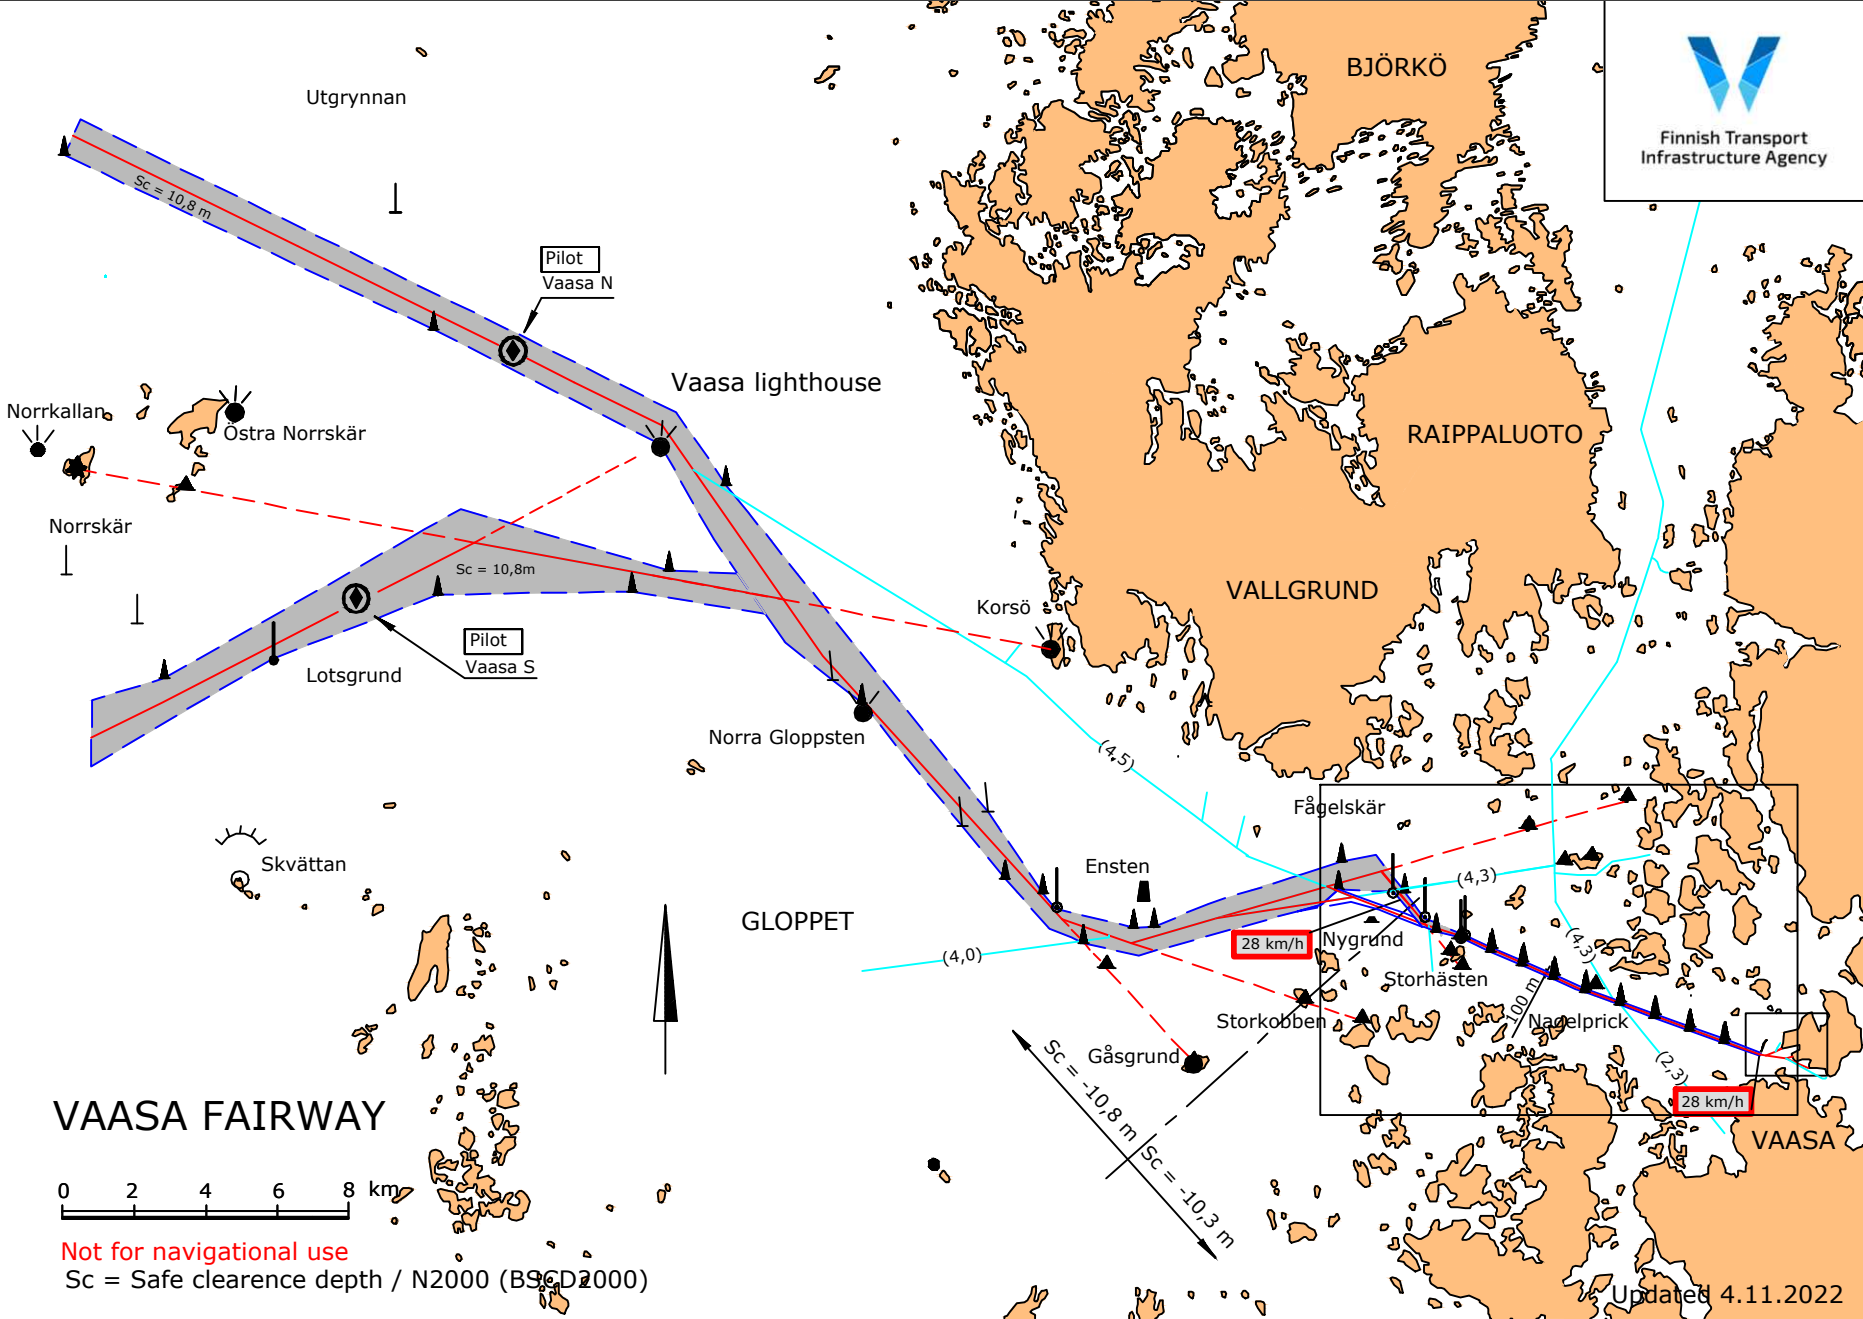 BJÖRKÖ
Finnish Transport
Infrastructure Agency
Utgrynnan
Sc = 10,8 m
Pilot
Vaasa N
Vaasa lighthouse
Norrkallan
Östra Norrskär
RAIPPALUOTO
Norrskär
Sc = 10,8m
VALLGRUND
Korsö
Pilot
Vaasa S
Lotsgrund
Norra Gloppsten
(4,5)
Fågelskär
Skvättan
Ensten
(4,3)
GLOPPET
28 km/h
Nygrund
(4,3)
(4,0)
Storhästen
100 m
Storkobben
Nagelprick
Gåsgrund
Sc = -10,8 m
(2,3)
28 km/h
VAASA FAIRWAY
VAASA
Sc = -10,3 m
0 2 4 6 8 km
Not for navigational use
Sc = Safe clearence depth / N2000 (BSCD2000)
Updated 4.11.2022